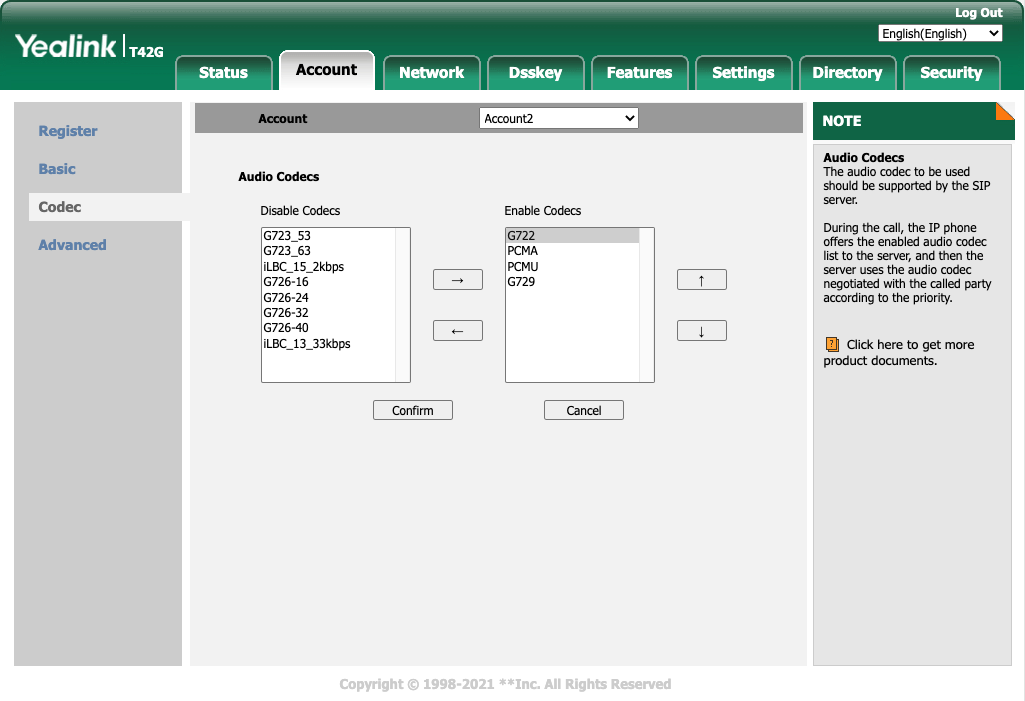 Log Out
English(English)
Yealink T42G
Status Account Network Dsskey Features Settings Directory Security
Register
Basic
Codec
Advanced
Account Account2
Audio Codecs
Disable Codecs
G723_53
G723_63
iLBC_15_2kbps
G726-16
G726-24
G726-32
G726-40
iLBC_13_33kbps
→
←
Enable Codecs
G722
PCMA
PCMU
G729
↑
↓
Confirm Cancel
NOTE
Audio Codecs
The audio codec to be used
should be supported by the SIP
server.
During the call, the IP phone
offers the enabled audio codec
list to the server, and then the
server uses the audio codec
negotiated with the called party
according to the priority.
? Click here to get more
product documents.
Copyright © 1998-2021 **Inc. All Rights Reserved